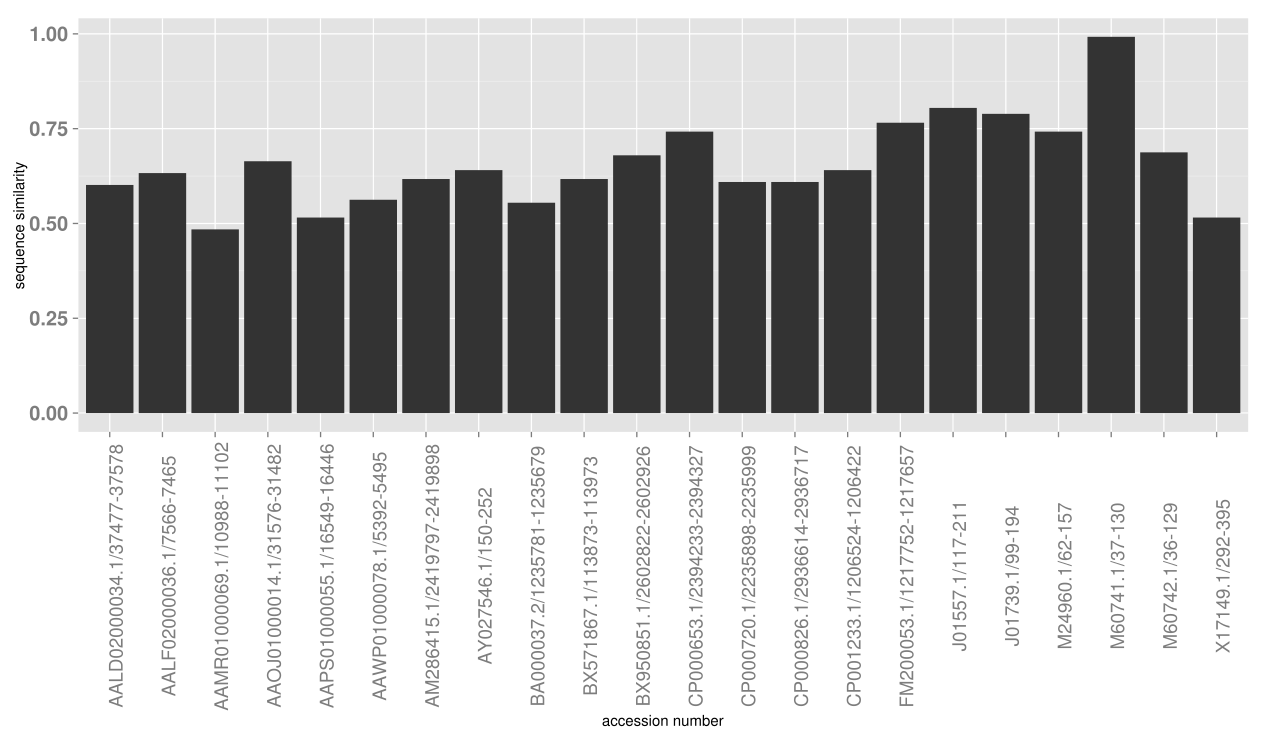 1.00
0.75
0.50
0.25
0.00
sequence similarity
AALD02000034.1/37477-37578
AALF02000036.1/7566-7465
AAMR01000069.1/10988-11102
AAOJ01000014.1/31576-31482
AAPS01000055.1/16549-16446
AAWP01000078.1/5392-5495
AM286415.1/2419797-2419898
AY027546.1/150-252
BA000037.2/1235781-1235679
BX571867.1/113873-113973
BX950851.1/2602822-2602926
CP000653.1/2394233-2394327
CP000720.1/2235898-2235999
CP000826.1/2936614-2936717
CP001233.1/1206524-1206422
FM200053.1/1217752-1217657
J01557.1/117-211
J01739.1/99-194
M24960.1/62-157
M60741.1/37-130
M60742.1/36-129
X17149.1/292-395
accession number